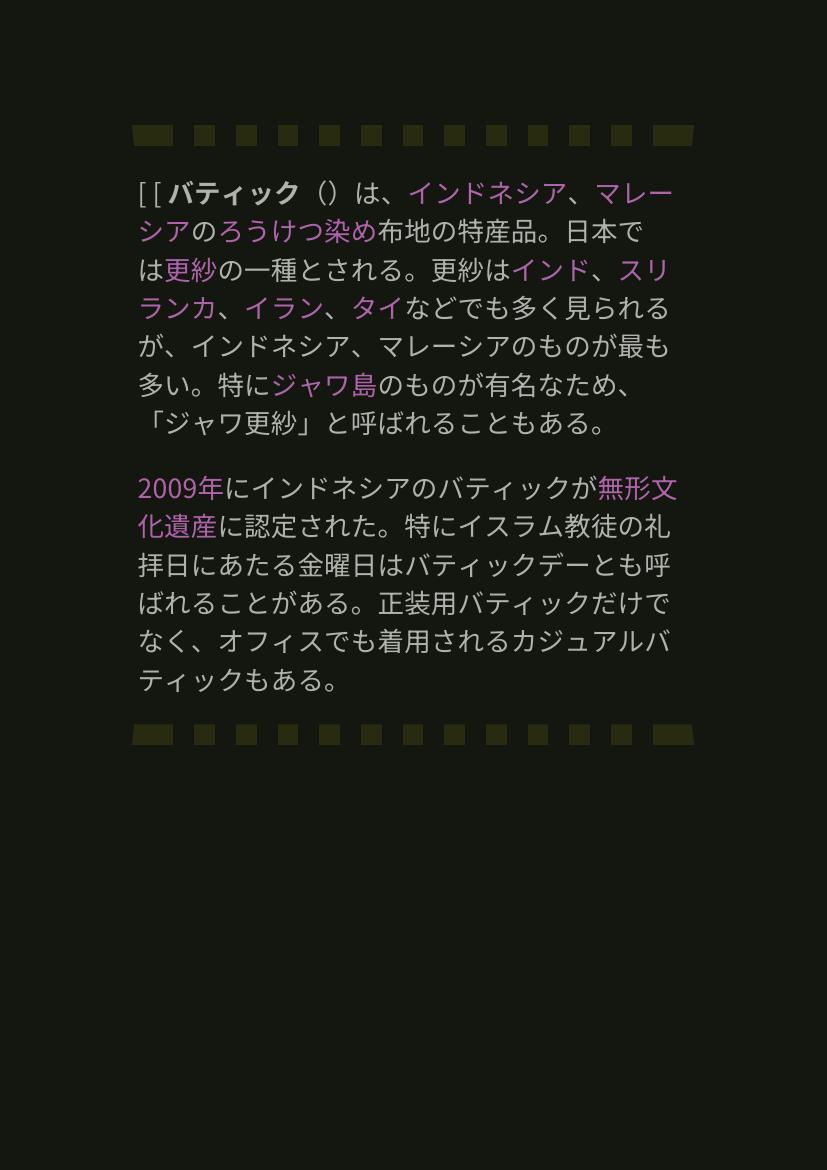 [ [ バティック（）は、インドネシア、マレー
シアのろうけつ染め布地の特産品。日本で
は更紗の一種とされる。更紗はインド、スリ
ランカ、イラン、タイなどでも多く見られる
が、インドネシア、マレーシアのものが最も
多い。特にジャワ島のものが有名なため、
「ジャワ更紗」と呼ばれることもある。
2009年にインドネシアのバティックが無形文
化遺産に認定された。特にイスラム教徒の礼
拝日にあたる金曜日はバティックデーとも呼
ばれることがある。正装用バティックだけで
なく、オフィスでも着用されるカジュアルバ
ティックもある。